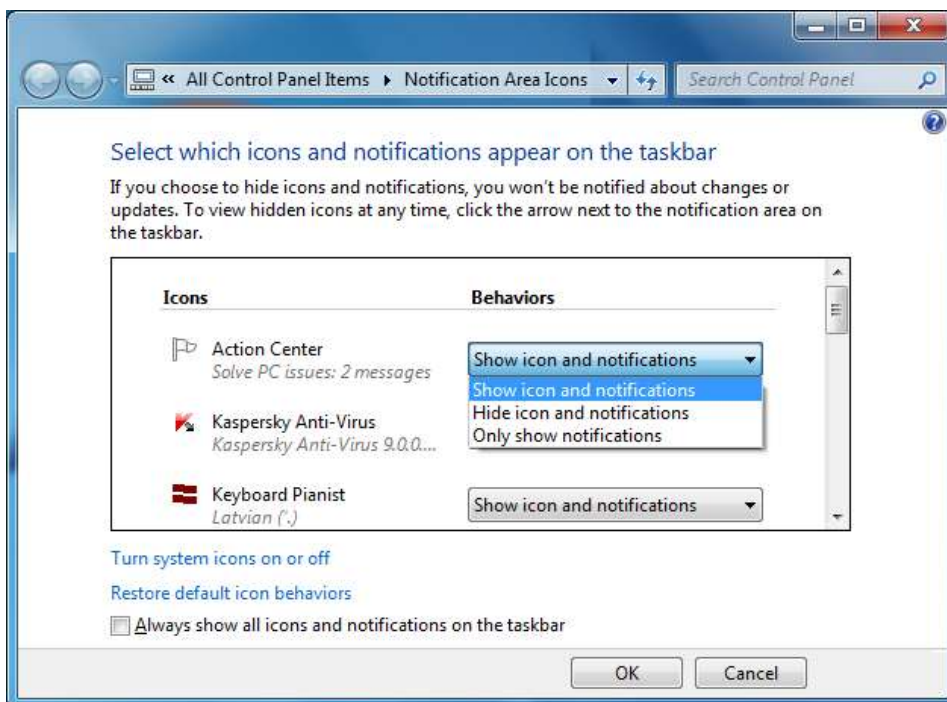 « All Control Panel Items ▸ Notification Area Icons
Search Control Panel
Select which icons and notifications appear on the taskbar
If you choose to hide icons and notifications, you won't be notified about changes or
updates. To view hidden icons at any time, click the arrow next to the notification area on
the taskbar.
Icons Behaviors
Action Center
Solve PC issues: 2 messages
Show icon and notifications
Show icon and notifications
Hide icon and notifications
Only show notifications
Kaspersky Anti-Virus
Kaspersky Anti-Virus 9.0.0....
Keyboard Pianist
Latvian ('.)
Show icon and notifications
Turn system icons on or off
Restore default icon behaviors
Always show all icons and notifications on the taskbar
OK Cancel